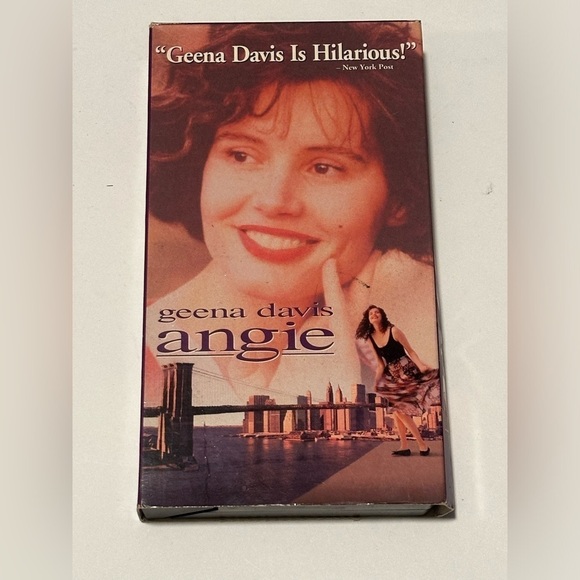 “Geena Davis Is Hilarious!”
– New York Post
geena davis
angie